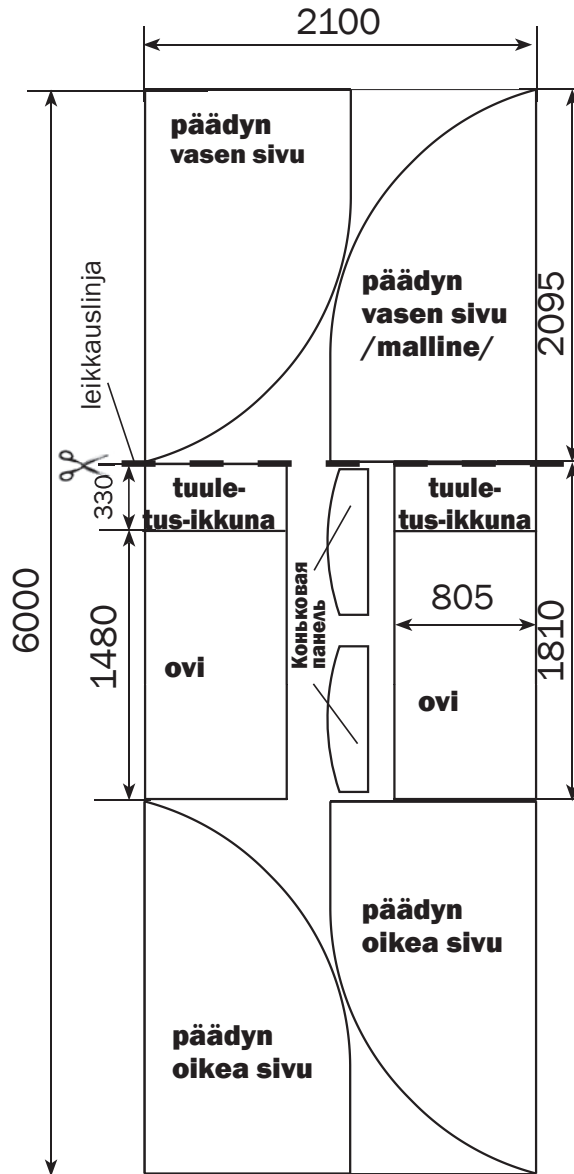 2100
päädyn
vasen sivu
päädyn
vasen sivu
/malline/
2095
leikkauslinja
330
tuule-
tus-ikkuna
tuule-
tus-ikkuna
6000
1480
Коньковая
панель
805
1810
ovi
ovi
päädyn
oikea sivu
päädyn
oikea sivu